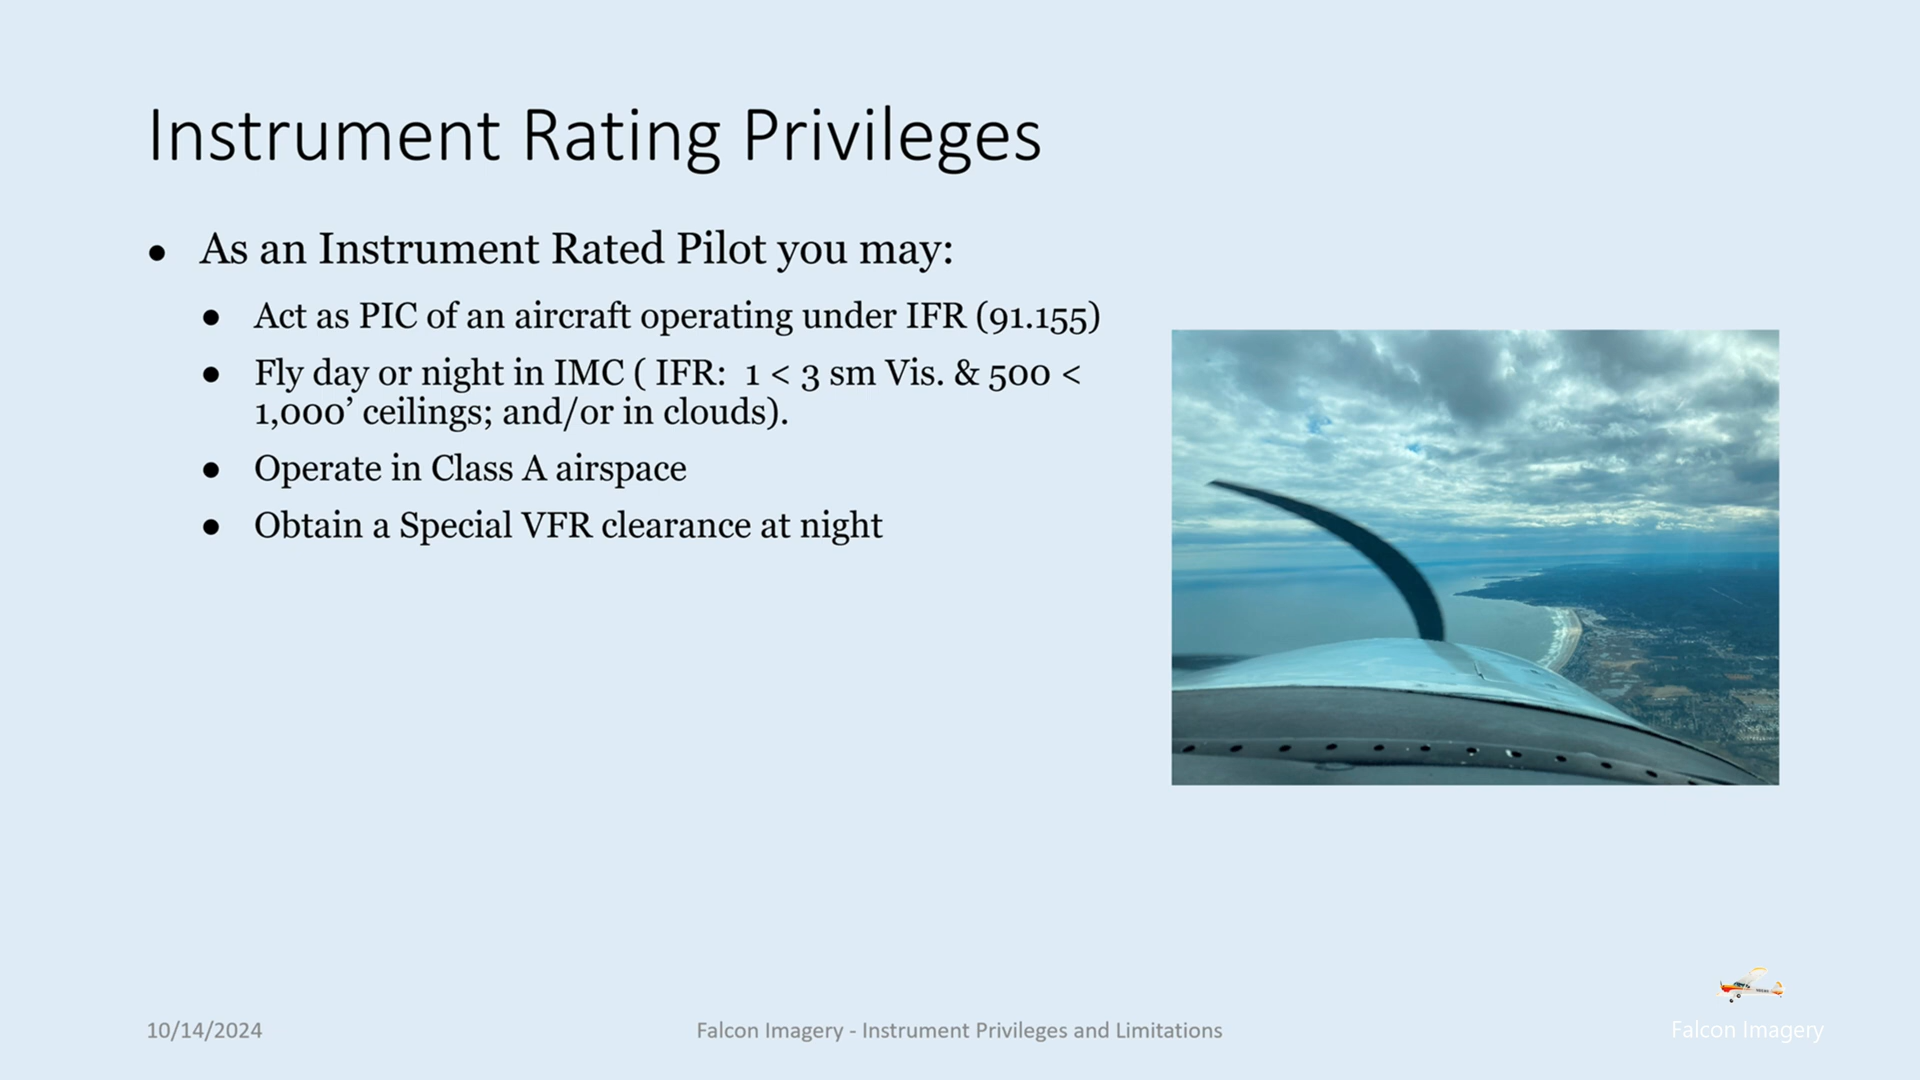 Instrument Rating Privileges
● As an Instrument Rated Pilot you may:
● Act as PIC of an aircraft operating under IFR (91.155)
● Fly day or night in IMC ( IFR:  1 < 3 sm Vis. & 500 <
1,000’ ceilings; and/or in clouds).
● Operate in Class A airspace
● Obtain a Special VFR clearance at night
10/14/2024
Falcon Imagery - Instrument Privileges and Limitations
Falcon Imagery